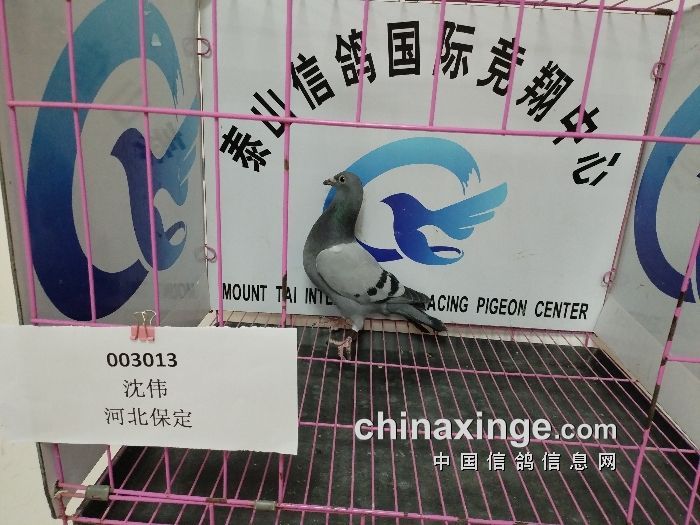 泰山信鸽国际竞翔中心
MOUNT TAI INTE ACING PIGEON CENTER
003013
沈伟
河北保定
chinaxinge.com
中国信鸽信息网